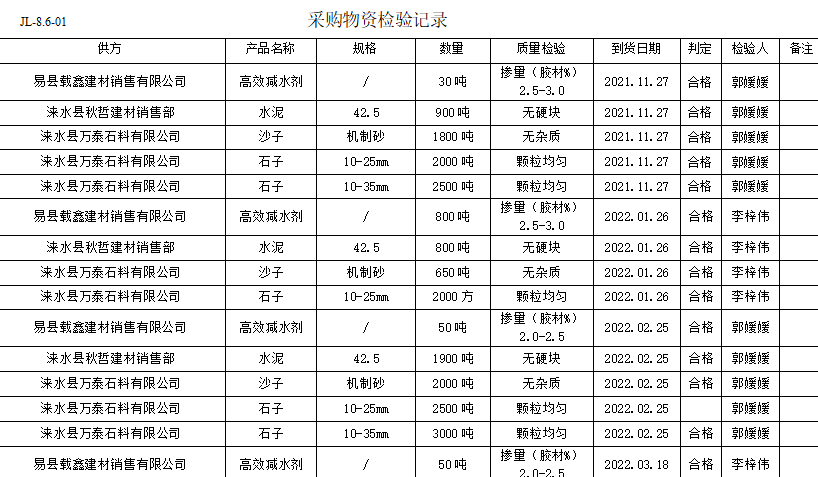 JL-8.6-01 采购物资检验记录
供方 产品名称 规格 数量 质量检验 到货日期 判定 检验人 备注
易县载鑫建材销售有限公司 高效减水剂 / 30吨 掺量（胶材%）2.5-3.0 2021.11.27 合格 郭媛媛
涞水县秋哲建材销售部 水泥 42.5 900吨 无硬块 2021.11.27 合格 郭媛媛
涞水县万泰石料有限公司 沙子 机制砂 1800吨 无杂质 2021.11.27 合格 郭媛媛
涞水县万泰石料有限公司 石子 10-25mm 2000吨 颗粒均匀 2021.11.27 合格 郭媛媛
涞水县万泰石料有限公司 石子 10-35mm 2500吨 颗粒均匀 2021.11.27 合格 郭媛媛
易县载鑫建材销售有限公司 高效减水剂 / 800吨 掺量（胶材%）2.5-3.0 2022.01.26 合格 李梓伟
涞水县秋哲建材销售部 水泥 42.5 800吨 无硬块 2022.01.26 合格 李梓伟
涞水县万泰石料有限公司 沙子 机制砂 650吨 无杂质 2022.01.26 合格 李梓伟
涞水县万泰石料有限公司 石子 10-25mm 2000方 颗粒均匀 2022.01.26 合格 李梓伟
易县载鑫建材销售有限公司 高效减水剂 / 50吨 掺量（胶材%）2.0-2.5 2022.02.25 合格 郭媛媛
涞水县秋哲建材销售部 水泥 42.5 1900吨 无硬块 2022.02.25 合格 郭媛媛
涞水县万泰石料有限公司 沙子 机制砂 2000吨 无杂质 2022.02.25 合格 郭媛媛
涞水县万泰石料有限公司 石子 10-25mm 2500吨 颗粒均匀 2022.02.25 郭媛媛
涞水县万泰石料有限公司 石子 10-35mm 3000吨 颗粒均匀 2022.02.25 合格 郭媛媛
易县载鑫建材销售有限公司 高效减水剂 / 50吨 掺量（胶材%）2.0-2.5 2022.03.18 合格 李梓伟